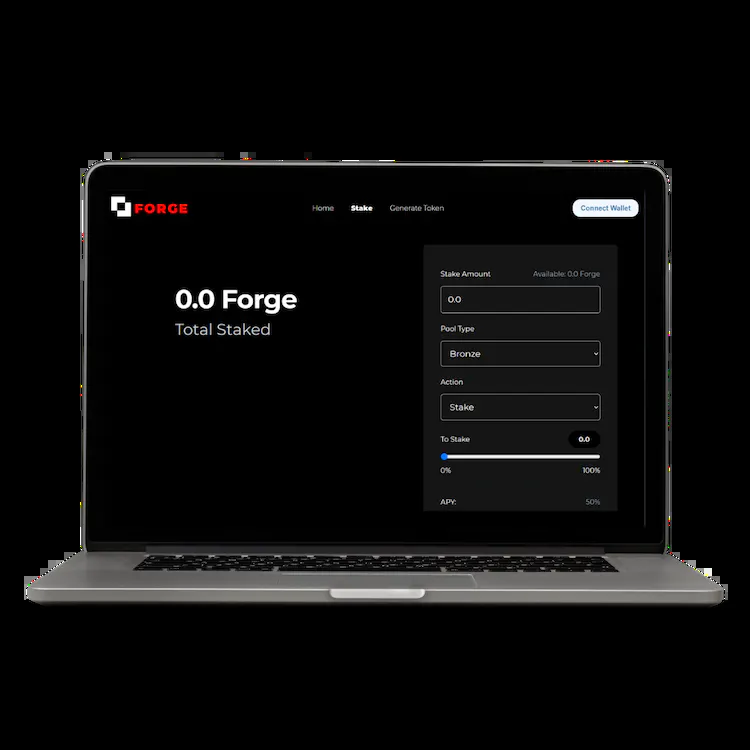 FORGE
Home Stake Generate Token Connect Wallet
0.0 Forge
Total Staked
Stake Amount Available: 0.0 Forge
0.0
Pool Type
Bronze
Action
Stake
To Stake 0.0
0% 100%
APY: 50%